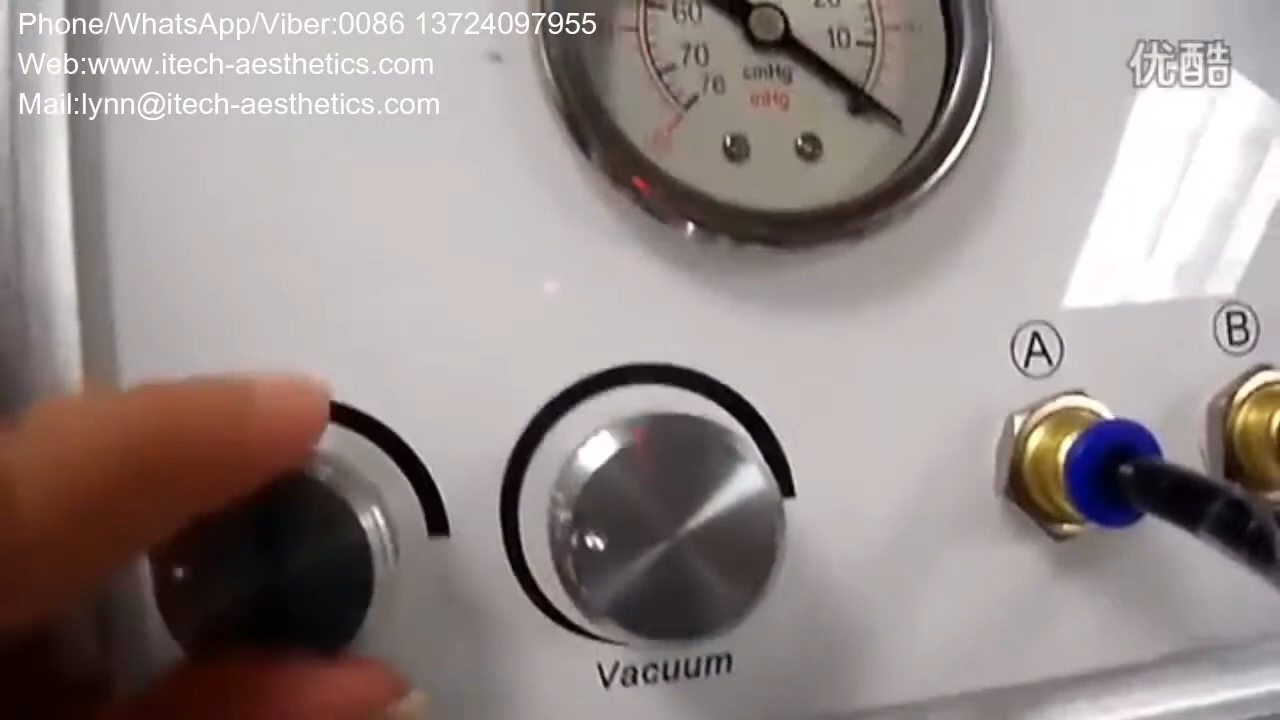 Phone/WhatsApp/Viber:0086 13724097955
Web:www.itech-aesthetics.com
Mail:lynn@itech-aesthetics.com
优酷
60
20
10
70
76
cmHg
inHg
A
B
Vacuum